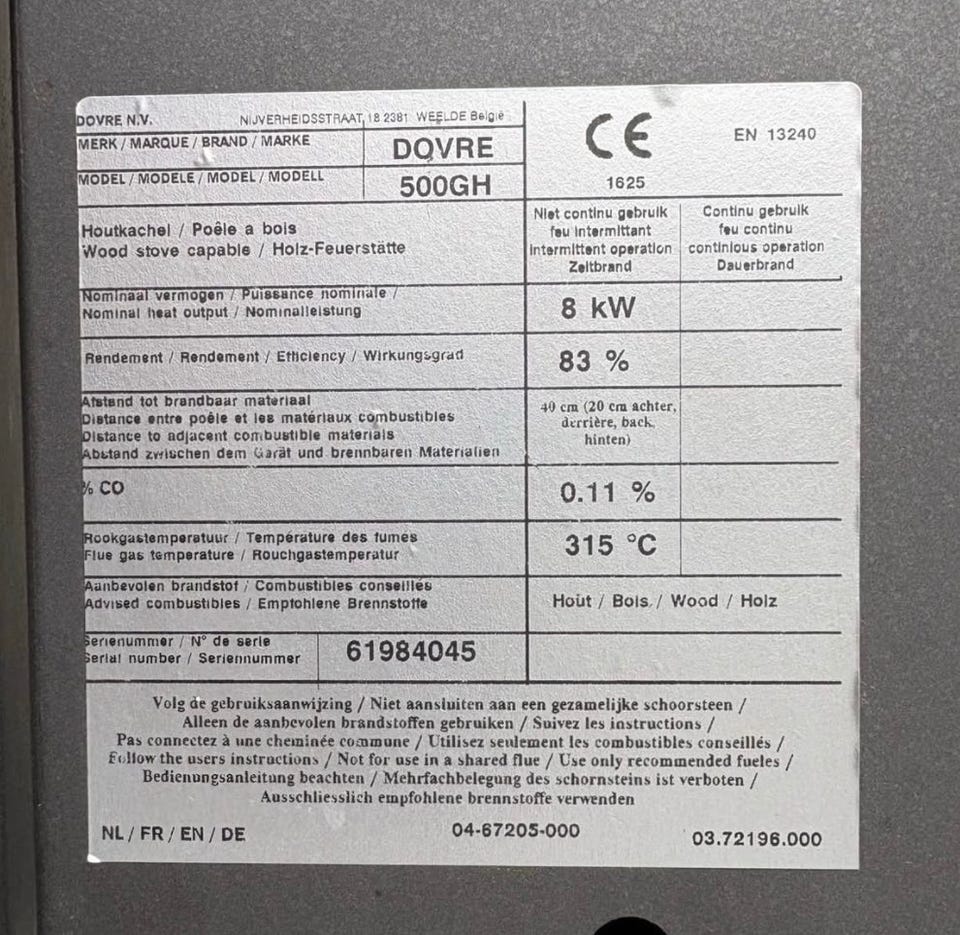 DOVRE N.V. NIJVERHEIDSSTRAAT 18 2381 WEELDE België
MERK / MARQUE / BRAND / MARKE DOVRE
MODEL / MODELE / MODEL / MODELL 500GH
CE
EN 13240
1625
Houtkachel / Poêle a bois
Wood stove capable / Holz-Feuerstätte
Niet continu gebruik
feu intermittant
intermittent operation
Zeitbrand
Continu gebruik
feu continu
continious operation
Dauerbrand
Nominaal vermogen / Puissance nominale /
Nominal heat output / Nominalleistung
8 kW
Rendement / Rendement / Efficiency / Wirkungsgrad
83 %
Afstand tot brandbaar materiaal
Distance entre poêle et les matériaux combustibles
Distance to adjacent combustible materials
Abstand zwischen dem Gärät und brennbaren Materialien
40 cm (20 cm achter,
derrière, back,
hinten)
% CO
0.11 %
Rookgastemperatuur / Température des fumes
Flue gas temperature / Rouchgastemperatur
315 °C
Aanbevolen brandstof / Combustibles conseillés
Advised combustibles / Empfohlene Brennstoffe
Hout / Bois / Wood / Holz
Serienummer / N° de serie
Serial number / Seriennummer
61984045
Volg de gebruiksaanwijzing / Niet aansluiten aan een gezamelijke schoorsteen /
Alleen de aanbevolen brandstoffen gebruiken / Suivez les instructions /
Pas connectez à une cheminée commune / Utilisez seulement les combustibles conseillés /
Follow the users instructions / Not for use in a shared flue / Use only recommended fueles /
Bedienungsanleitung beachten / Mehrfachbelegung des schornsteins ist verboten /
Ausschliesslich empfohlene brennstoffe verwenden
NL / FR / EN / DE 04-67205-000 03.72196.000